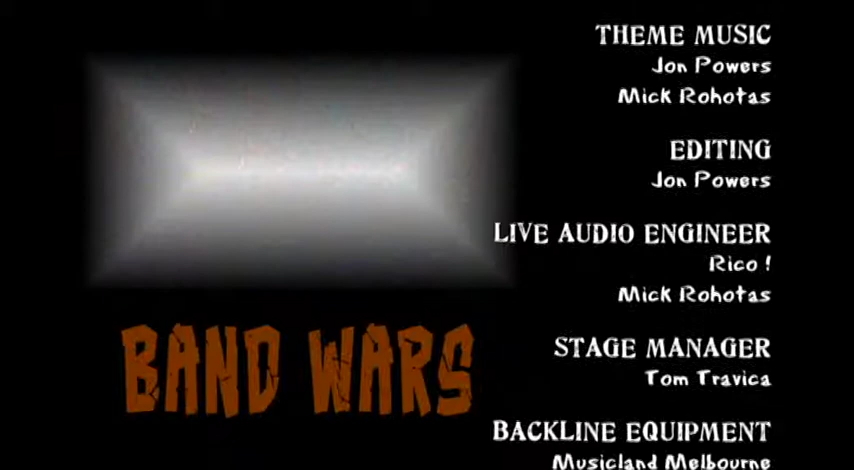 THEME MUSIC
Jon Powers
Mick Rohotas
EDITING
Jon Powers
LIVE AUDIO ENGINEER
Rico !
Mick Rohotas
STAGE MANAGER
Tom Travica
BACKLINE EQUIPMENT
Musicland Melbourne
BAND WARS